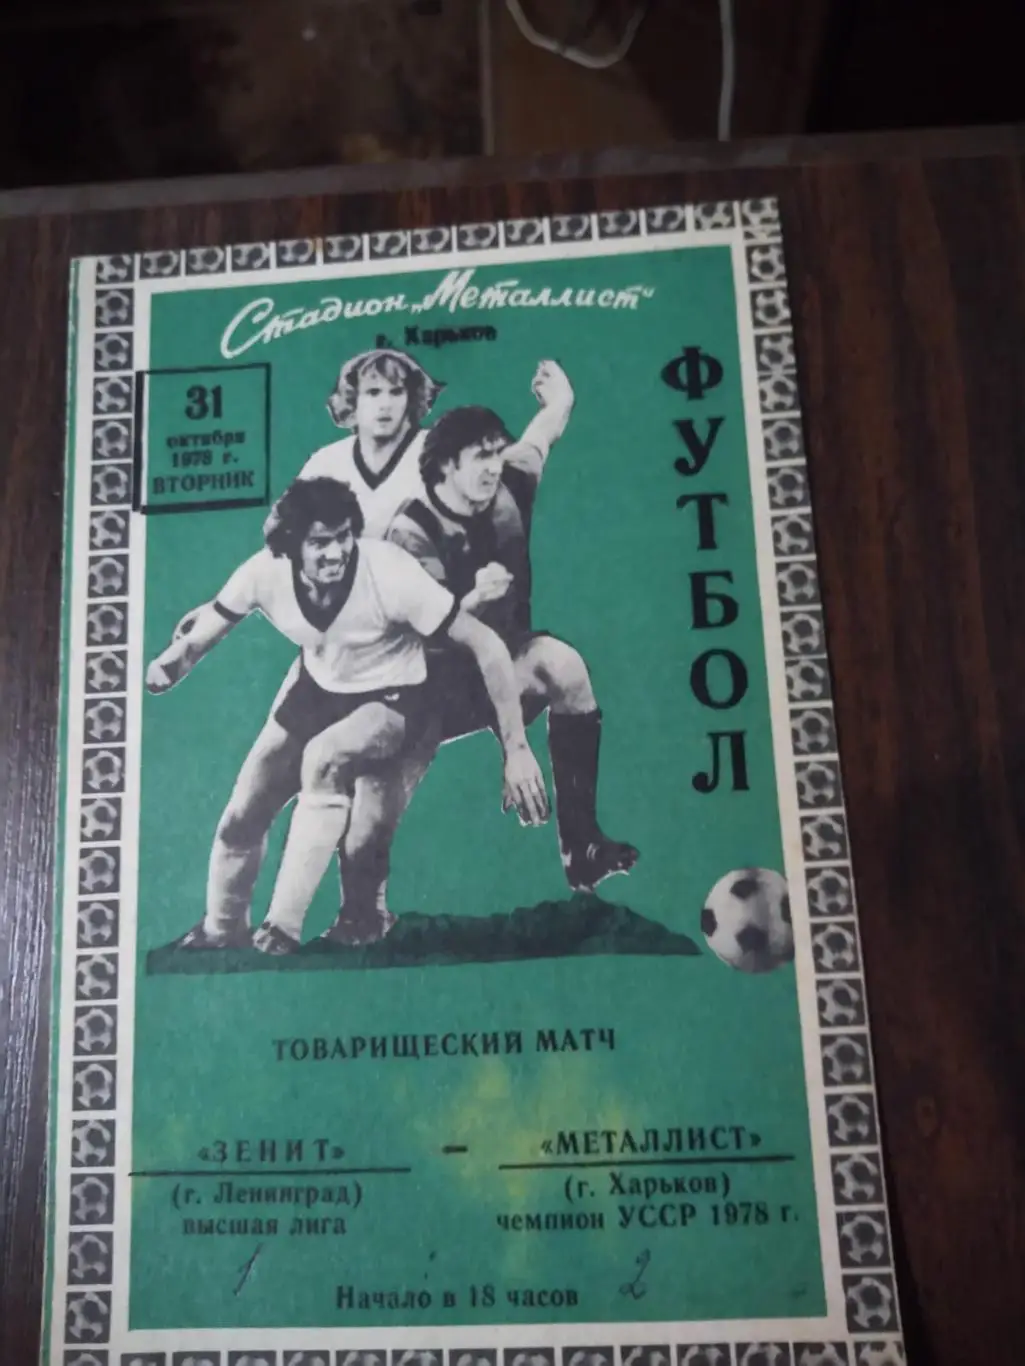 Стадион „Металлист"
г. Харьков
31
октября
1978 г.
ВТОРНИК
ФУТБОЛ
ТОВАРИЩЕСКИЙ МАТЧ
«ЗЕНИТ» — «МЕТАЛЛИСТ»
(г. Ленинград) (г. Харьков)
высшая лига чемпион УССР 1978 г.
1 : 2
Начало в 18 часов